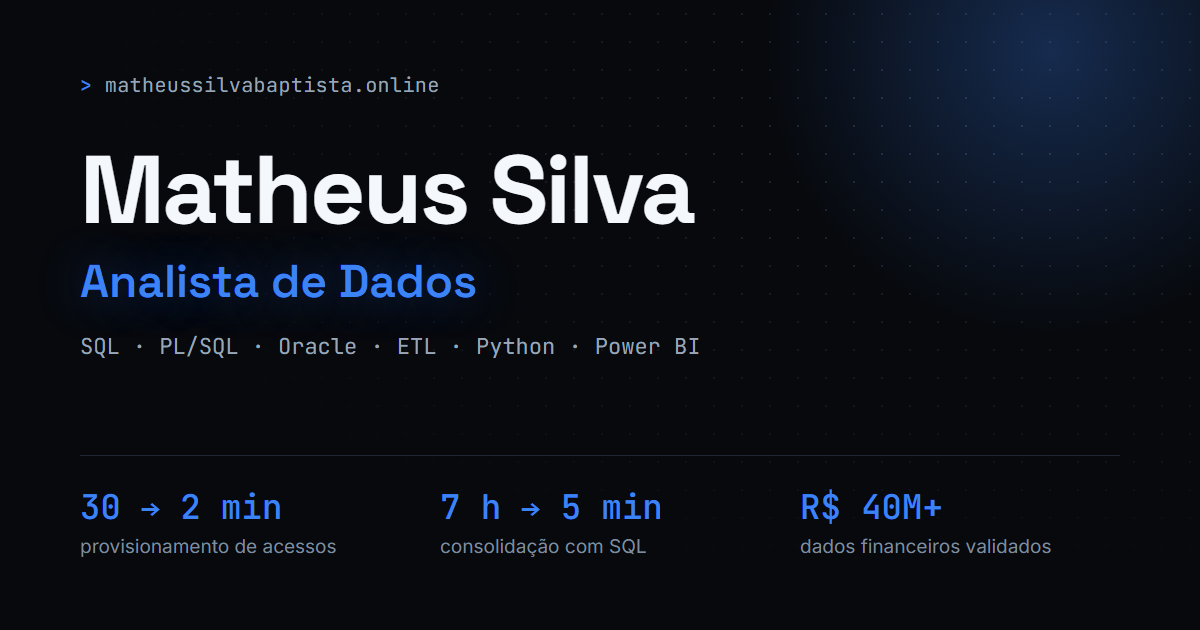 > matheussilvabaptista.online
Matheus Silva
Analista de Dados
SQL · PL/SQL · Oracle · ETL · Python · Power BI
30 → 2 min
provisionamento de acessos
7 h → 5 min
consolidação com SQL
R$ 40M+
dados financeiros validados